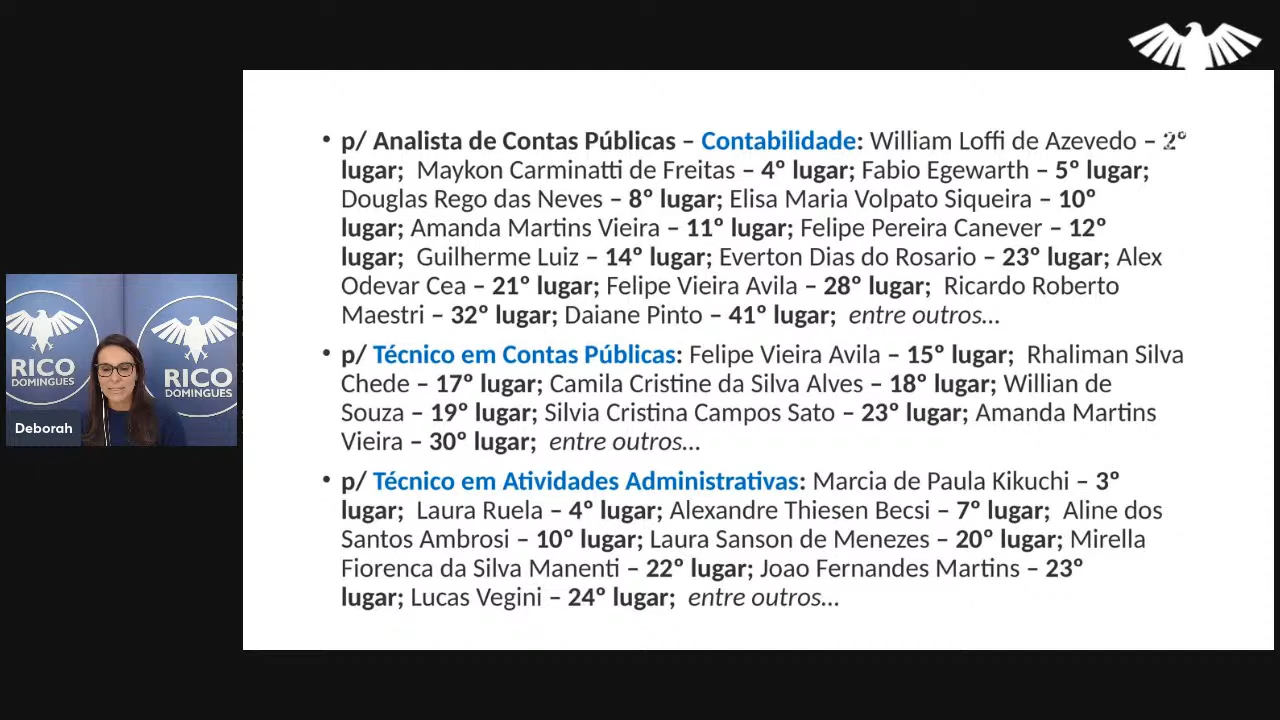 • p/ Analista de Contas Públicas – Contabilidade: William Loffi de Azevedo – 2º
lugar; Maykon Carminatti de Freitas – 4º lugar; Fabio Egewarth – 5º lugar;
Douglas Rego das Neves – 8º lugar; Elisa Maria Volpato Siqueira – 10º
lugar; Amanda Martins Vieira – 11º lugar; Felipe Pereira Canever – 12º
lugar; Guilherme Luiz – 14º lugar; Everton Dias do Rosario – 23º lugar; Alex
Odevar Cea – 21º lugar; Felipe Vieira Avila – 28º lugar; Ricardo Roberto
Maestri – 32º lugar; Daiane Pinto – 41º lugar; entre outros...
• p/ Técnico em Contas Públicas: Felipe Vieira Avila – 15º lugar; Rhaliman Silva
Chede – 17º lugar; Camila Cristine da Silva Alves – 18º lugar; Willian de
Souza – 19º lugar; Silvia Cristina Campos Sato – 23º lugar; Amanda Martins
Vieira – 30º lugar; entre outros...
• p/ Técnico em Atividades Administrativas: Marcia de Paula Kikuchi – 3º
lugar; Laura Ruela – 4º lugar; Alexandre Thiesen Becsi – 7º lugar; Aline dos
Santos Ambrosi – 10º lugar; Laura Sanson de Menezes – 20º lugar; Mirella
Fiorenca da Silva Manenti – 22º lugar; Joao Fernandes Martins – 23º
lugar; Lucas Vegini – 24º lugar; entre outros...
RICO
DOMINGUES
RICO
DOMINGUES
Deborah